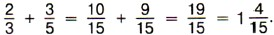 2/3 + 3/5 = 10/15 + 9/15 = 19/15 = 1 4/15.